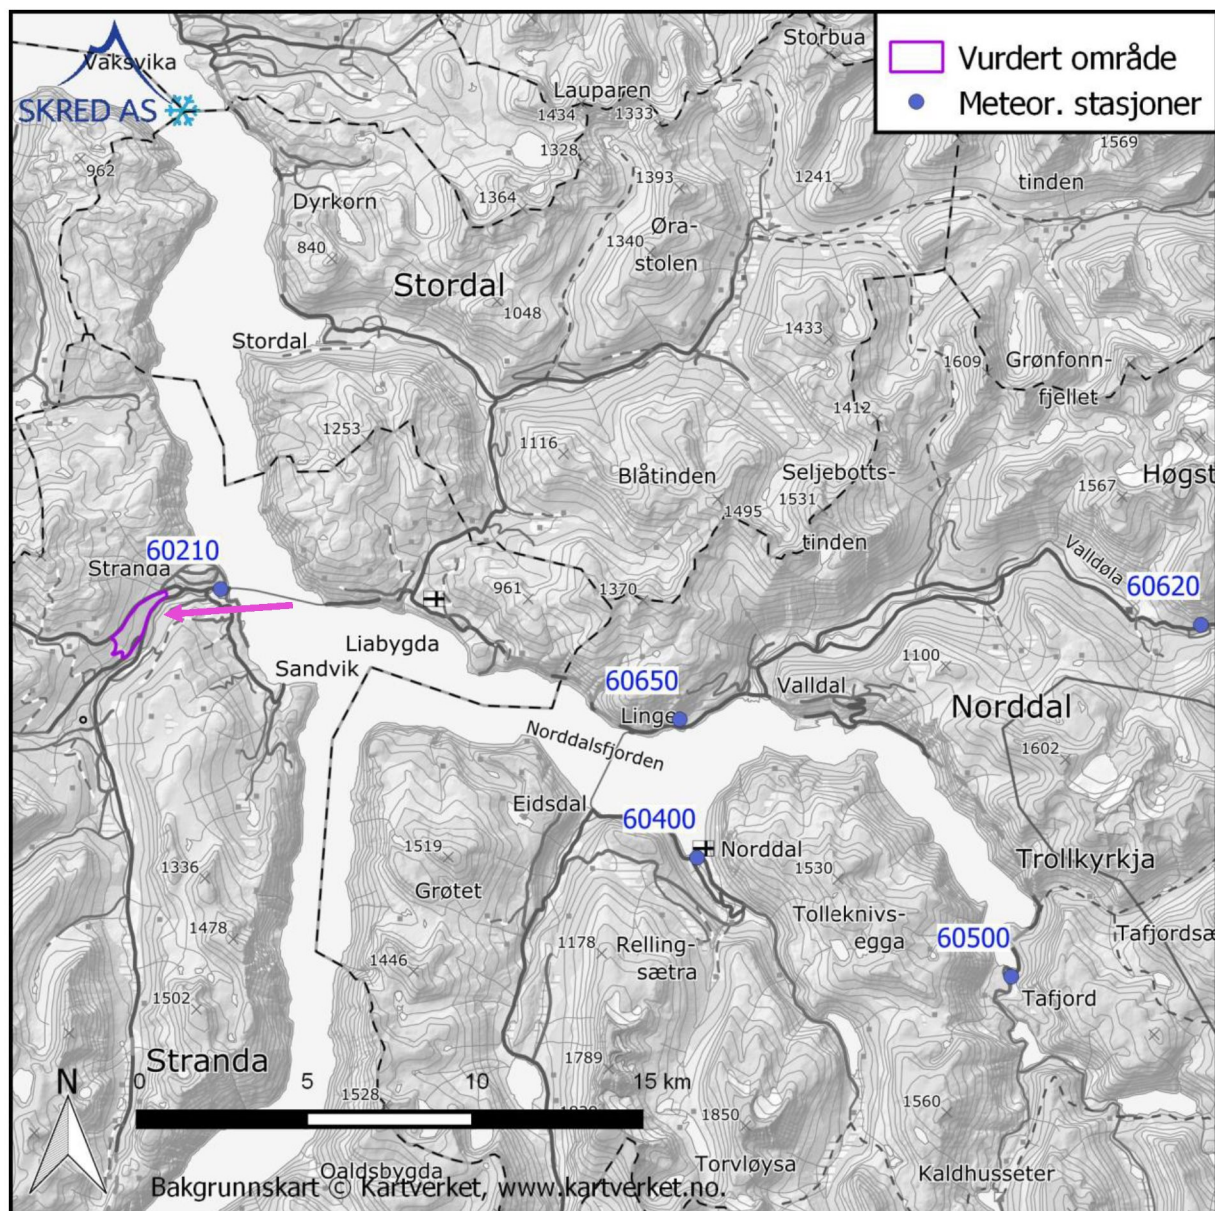 Vaksvika
SKRED AS
Vurdert område
Meteor. stasjoner
Storbua
Lauparen
1434
1333
1328
1569
962
1393
1241
tinden
1364
Dyrkorn
Øra-
1340
stolen
840
Stordal
1048
1433
Stordal
1609
Grønfonn-
fjellet
1412
1253
1116
Blåtinden
Seljebotts-
Høgst
1531
1567
1495
tinden
60210
Stranda
Valldøla
60620
961
1370
Liabygda
1100
Sandvik
60650
Valldal
Linge
Norddal
Norddalsfjorden
1602
Eidsdal
60400
Norddal
1519
Trollkyrkja
1336
Grøtet
1530
Tolleknivs-
egga
1478
1178
Relling-
sætra
60500
Tafjordsæ
1446
1502
Tafjord
Stranda
1789
N
0
5
10
15 km
1528
1850
1560
Oaldsbygda
Torvløysa
Kaldhusseter
Bakgrunnskart © Kartverket, www.kartverket.no.